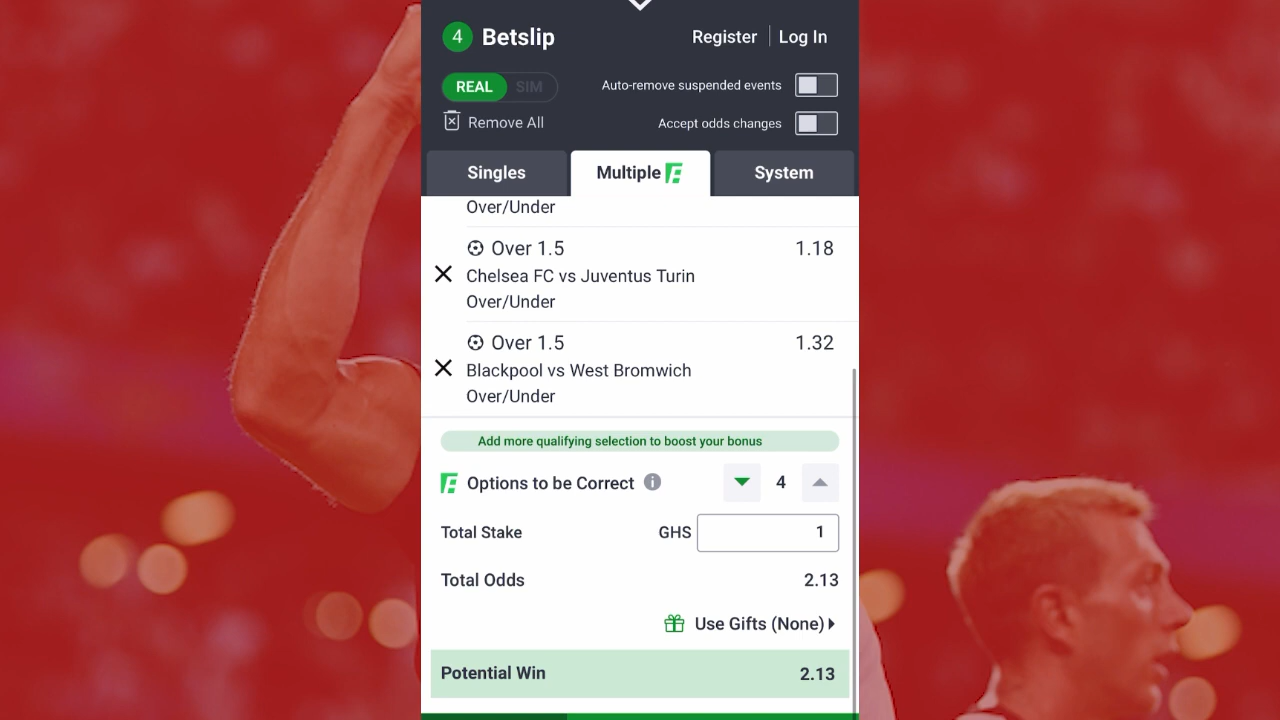 4 Betslip Register Log In
REAL SIM Auto-remove suspended events
Remove All Accept odds changes
Singles Multiple System
Over/Under
Over 1.5 1.18
Chelsea FC vs Juventus Turin
Over/Under
Over 1.5 1.32
Blackpool vs West Bromwich
Over/Under
Add more qualifying selection to boost your bonus
Options to be Correct 4
Total Stake GHS 1
Total Odds 2.13
Use Gifts (None)
Potential Win 2.13